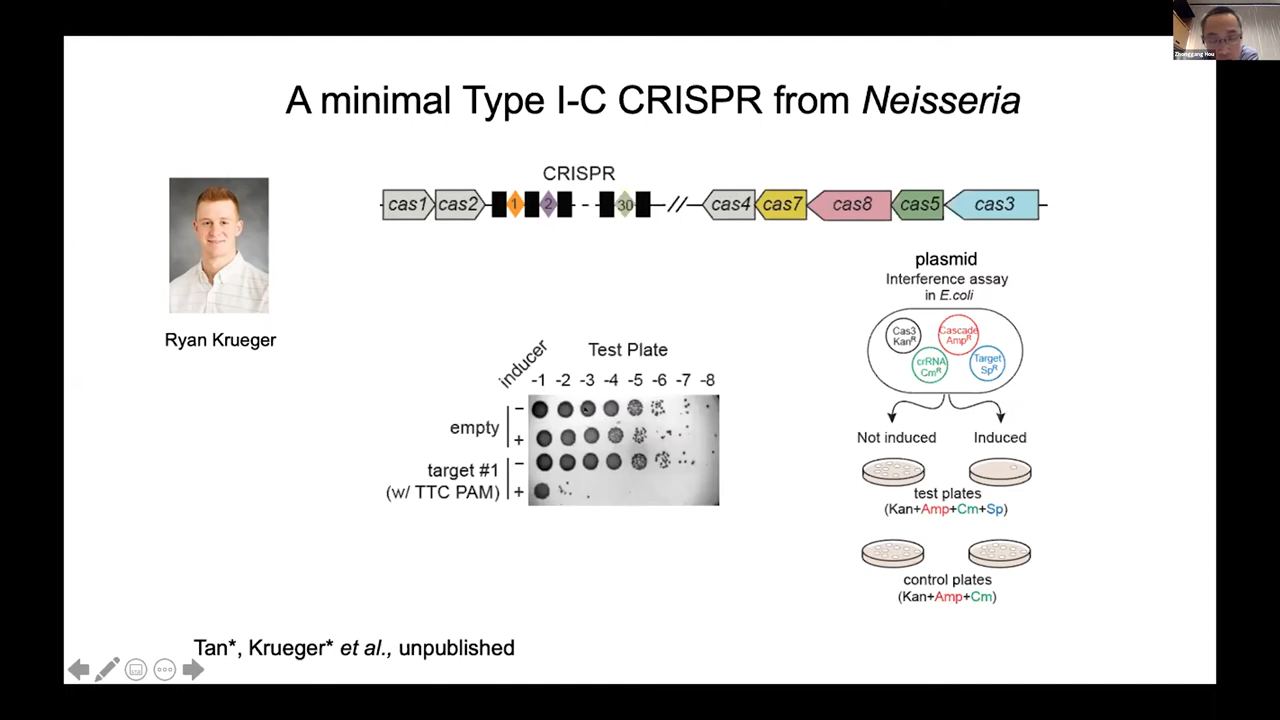 Zhonggang Hou
A minimal Type I-C CRISPR from Neisseria
CRISPR
cas1 cas2 1 2 30 // cas4 cas7 cas8 cas5 cas3
Ryan Krueger
inducer
Test Plate
-1 -2 -3 -4 -5 -6 -7 -8
empty
−
+
target #1
(w/ TTC PAM)
−
+
plasmid
Interference assay
in E.coli
Cas3
Kanᴿ
Cascade
Ampᴿ
crRNA
Cmᴿ
Target
Spᴿ
Not induced
Induced
test plates
(Kan+Amp+Cm+Sp)
control plates
(Kan+Amp+Cm)
Tan*, Krueger* et al., unpublished